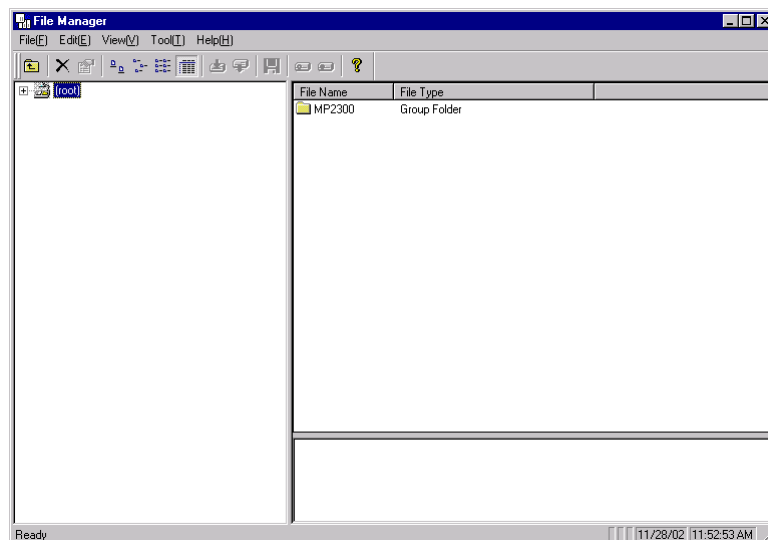 File Manager
File(F) Edit(E) View(V) Tool(T) Help(H)
(root)
File Name File Type
MP2300 Group Folder
Ready 11/28/02 11:52:53 AM